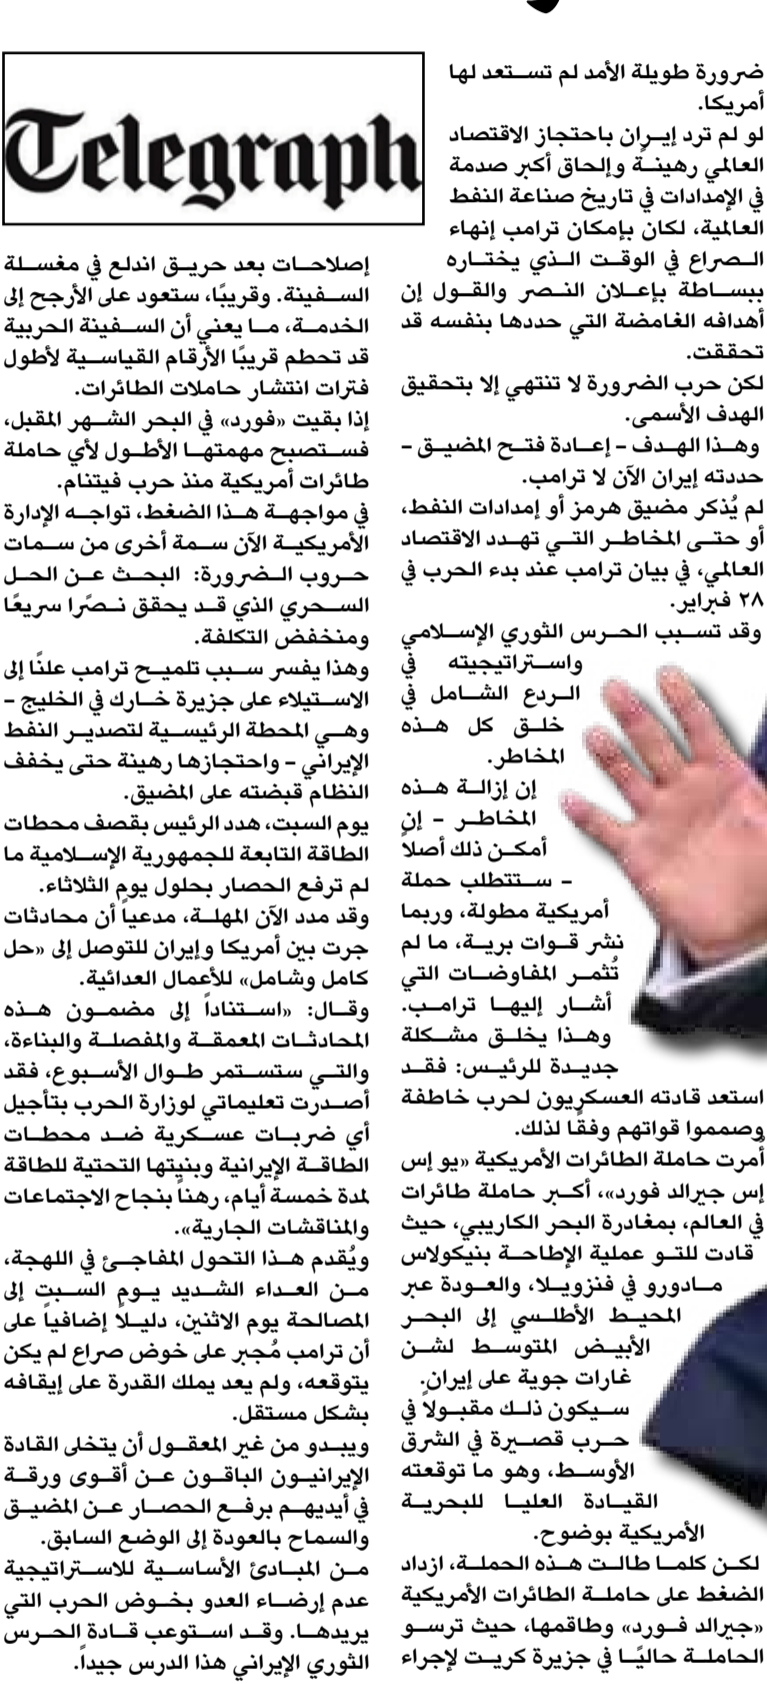 ضرورة طويلة الأمد لم تستعد لها
أمريكا.
لو لم ترد إيران باحتجاز الاقتصاد
العالمي رهينةً وإلحاق أكبر صدمة
في الإمدادات في تاريخ صناعة النفط
العالمية، لكان بإمكان ترامب إنهاء
الصراع في الوقت الذي يختاره
ببساطة بإعلان النصر والقول إن
أهدافه الغامضة التي حددها بنفسه قد
تحققت.
لكن حرب الضرورة لا تنتهي إلا بتحقيق
الهدف الأسمى.
وهذا الهدف – إعادة فتح المضيق –
حددته إيران الآن لا ترامب.
لم يُذكر مضيق هرمز أو إمدادات النفط،
أو حتى المخاطر التي تهدد الاقتصاد
العالمي، في بيان ترامب عند بدء الحرب في
٢٨ فبراير.
وقد تسبب الحرس الثوري الإسلامي
واستراتيجيته في
الردع الشامل في
خلق كل هذه
المخاطر.
إن إزالة هذه
المخاطر – إن
أمكن ذلك أصلاً
– ستتطلب حملة
أمريكية مطولة، وربما
نشر قوات برية، ما لم
تُثمر المفاوضات التي
أشار إليها ترامب.
وهذا يخلق مشكلة
جديدة للرئيس: فقد
استعد قادته العسكريون لحرب خاطفة
وصمموا قواتهم وفقًا لذلك.
أُمرت حاملة الطائرات الأمريكية «يو إس
إس جيرالد فورد»، أكبر حاملة طائرات
في العالم، بمغادرة البحر الكاريبي، حيث
قادت للتو عملية الإطاحة بنيكولاس
مادورو في فنزويلا، والعودة عبر
المحيط الأطلسي إلى البحر
الأبيض المتوسط لشن
غارات جوية على إيران.
سيكون ذلك مقبولاً في
حرب قصيرة في الشرق
الأوسط، وهو ما توقعته
القيادة العليا للبحرية
الأمريكية بوضوح.
لكن كلما طالت هذه الحملة، ازداد
الضغط على حاملة الطائرات الأمريكية
«جيرالد فورد» وطاقمها، حيث ترسو
الحاملة حاليًا في جزيرة كريت لإجراء
Telegraph
إصلاحات بعد حريق اندلع في مغسلة
السفينة. وقريبًا، ستعود على الأرجح إلى
الخدمة، ما يعني أن السفينة الحربية
قد تحطم قريبًا الأرقام القياسية لأطول
فترات انتشار حاملات الطائرات.
إذا بقيت «فورد» في البحر الشهر المقبل،
فستصبح مهمتها الأطول لأي حاملة
طائرات أمريكية منذ حرب فيتنام.
في مواجهة هذا الضغط، تواجه الإدارة
الأمريكية الآن سمة أخرى من سمات
حروب الضرورة: البحث عن الحل
السحري الذي قد يحقق نصرًا سريعًا
ومنخفض التكلفة.
وهذا يفسر سبب تلميح ترامب علنًا إلى
الاستيلاء على جزيرة خارك في الخليج –
وهي المحطة الرئيسية لتصدير النفط
الإيراني – واحتجازها رهينة حتى يخفف
النظام قبضته على المضيق.
يوم السبت، هدد الرئيس بقصف محطات
الطاقة التابعة للجمهورية الإسلامية ما
لم ترفع الحصار بحلول يوم الثلاثاء.
وقد مدد الآن المهلة، مدعياً أن محادثات
جرت بين أمريكا وإيران للتوصل إلى «حل
كامل وشامل» للأعمال العدائية.
وقال: «استناداً إلى مضمون هذه
المحادثات المعمقة والمفصلة والبناءة،
والتي ستستمر طوال الأسبوع، فقد
أصدرت تعليماتي لوزارة الحرب بتأجيل
أي ضربات عسكرية ضد محطات
الطاقة الإيرانية وبنيتها التحتية للطاقة
لمدة خمسة أيام، رهناً بنجاح الاجتماعات
والمناقشات الجارية».
ويُقدم هذا التحول المفاجئ في اللهجة،
من العداء الشديد يوم السبت إلى
المصالحة يوم الاثنين، دليلاً إضافياً على
أن ترامب مُجبر على خوض صراع لم يكن
يتوقعه، ولم يعد يملك القدرة على إيقافه
بشكل مستقل.
ويبدو من غير المعقول أن يتخلى القادة
الإيرانيون الباقون عن أقوى ورقة
في أيديهم برفع الحصار عن المضيق
والسماح بالعودة إلى الوضع السابق.
من المبادئ الأساسية للاستراتيجية
عدم إرضاء العدو بخوض الحرب التي
يريدها. وقد استوعب قادة الحرس
الثوري الإيراني هذا الدرس جيداً.